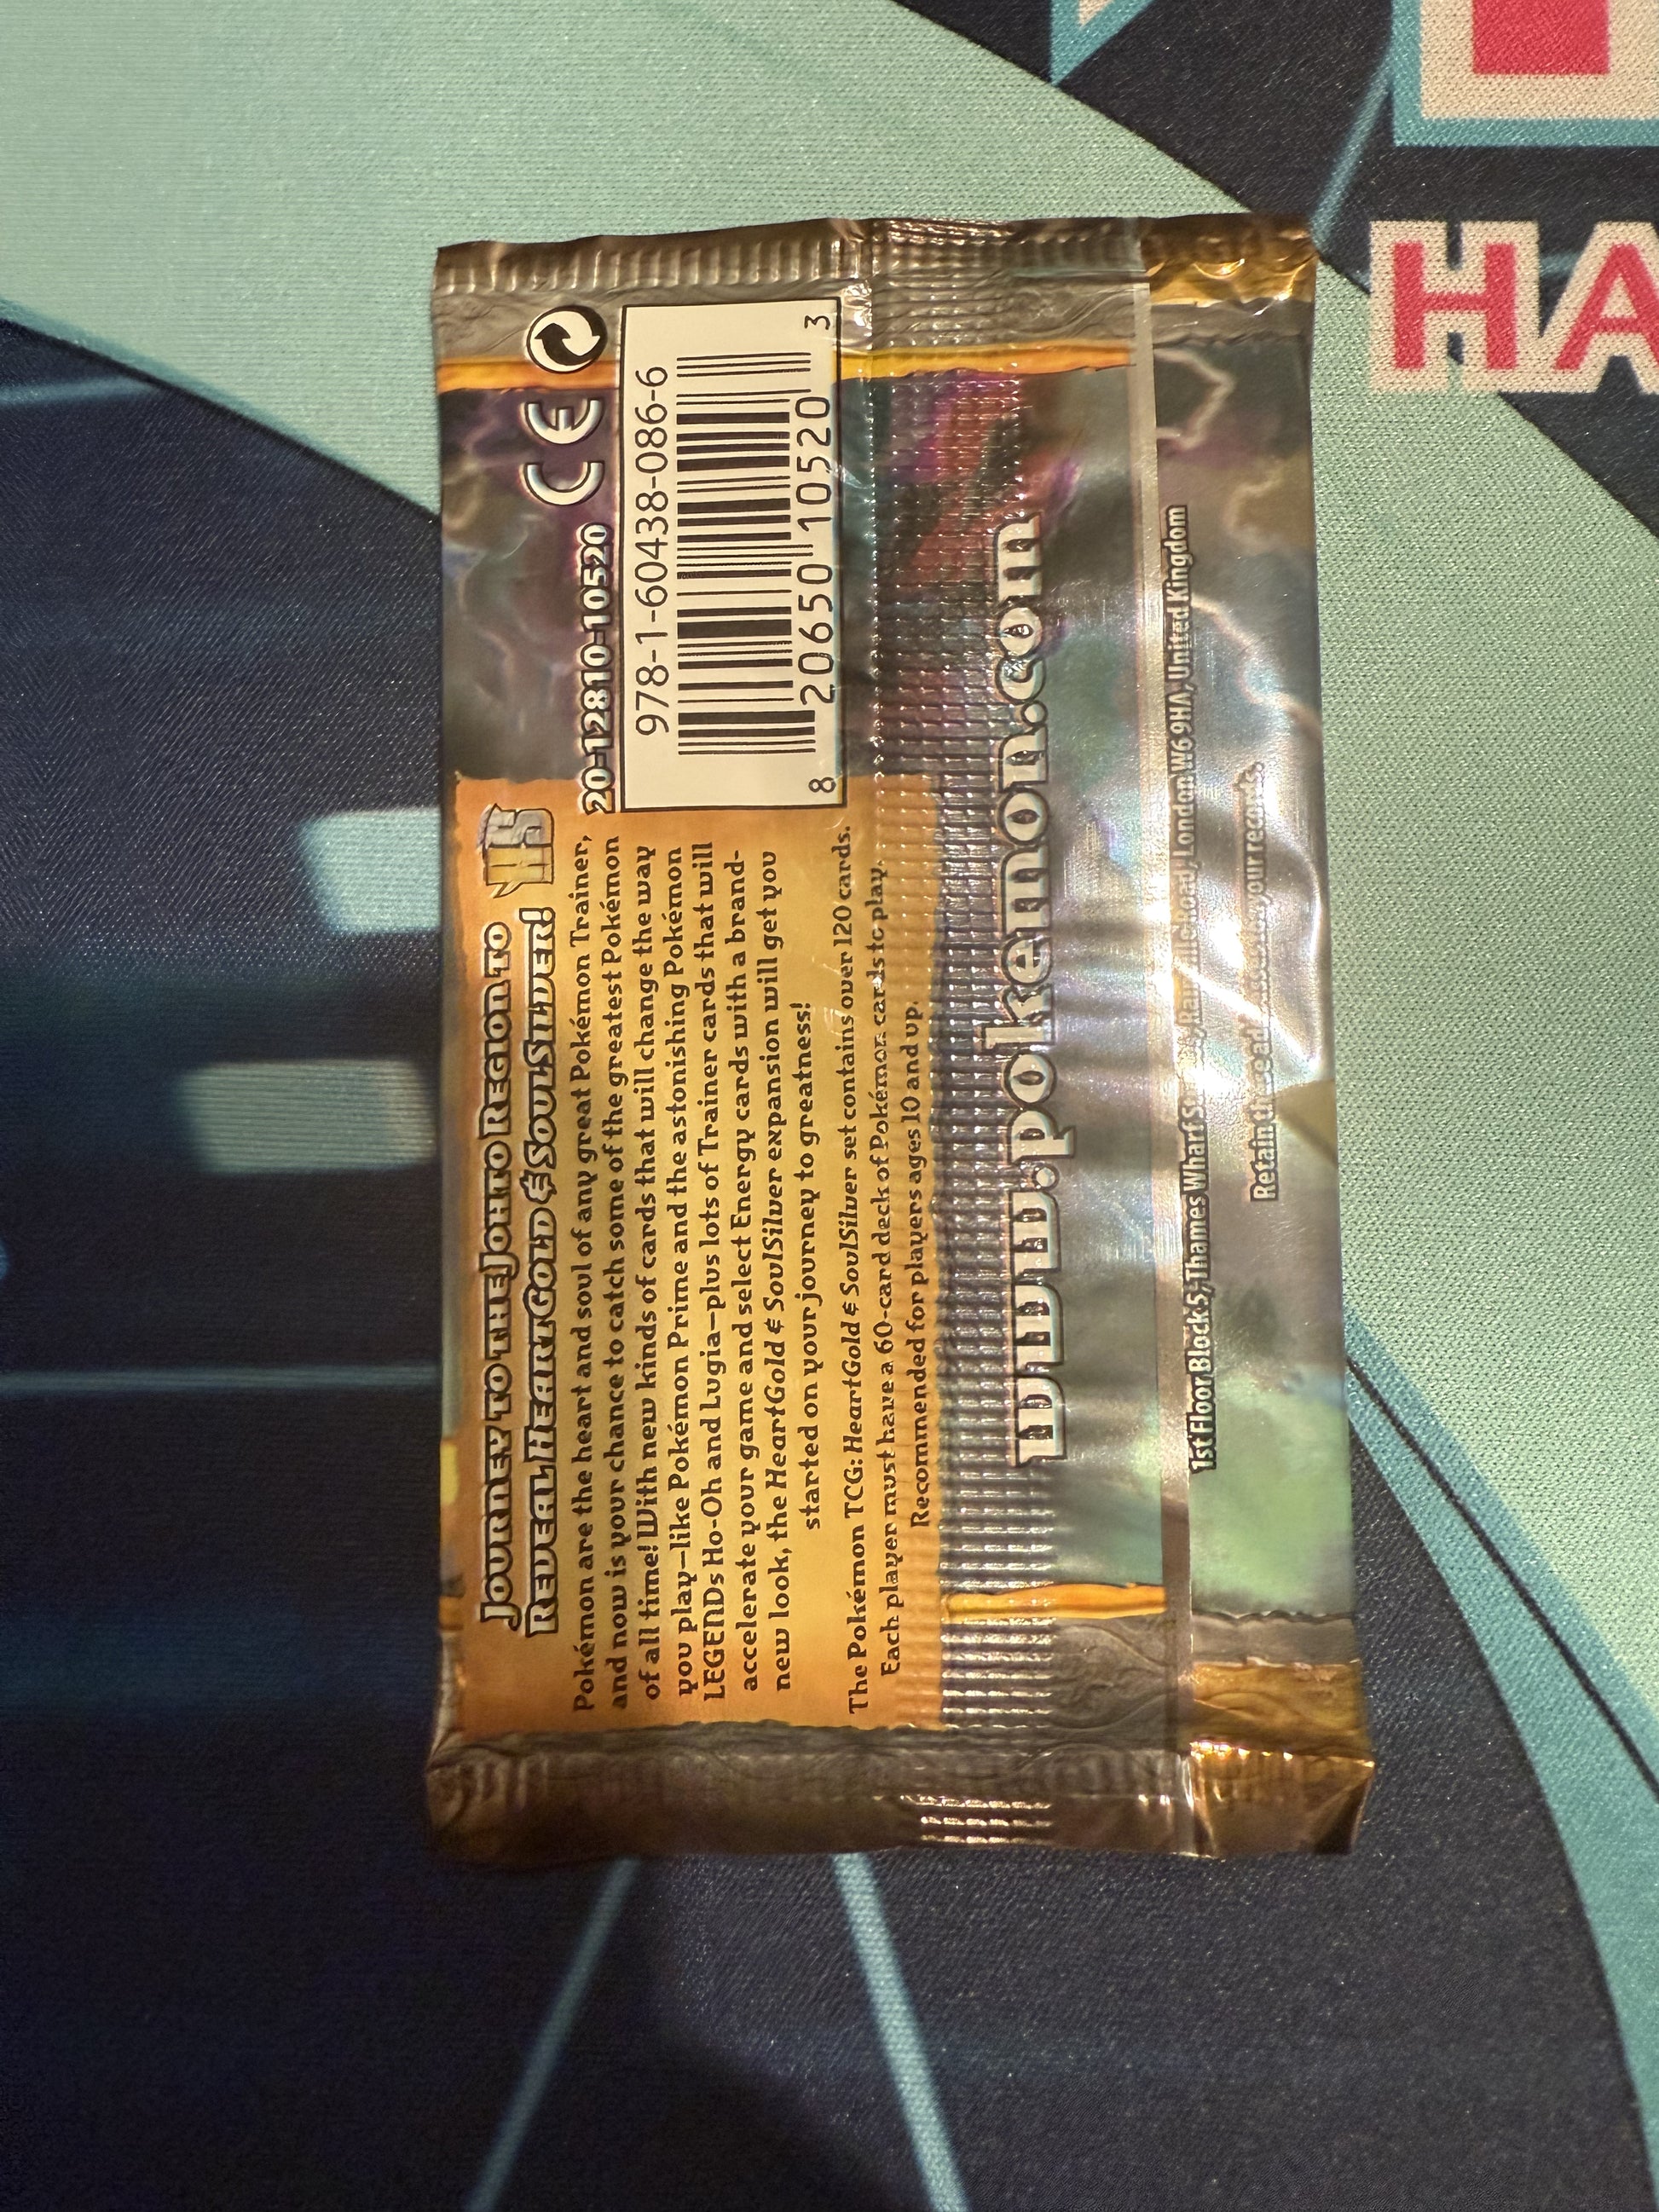 JOURNEY TO THE JOHTO REGION TO
REVEAL HEARTGOLD & SOULSILVER!
HS
Pokémon are the heart and soul of any great Pokémon Trainer,
and now is your chance to catch some of the greatest Pokémon
of all time! With new kinds of cards that will change the way
you play—like Pokémon Prime and the astonishing Pokémon
LEGENDs Ho-Oh and Lugia—plus lots of Trainer cards that will
accelerate your game and select Energy cards with a brand-
new look, the HeartGold & SoulSilver expansion will get you
started on your journey to greatness!
The Pokémon TCG: HeartGold & SoulSilver set contains over 120 cards.
Each player must have a 60-card deck of Pokémon cards to play.
Recommended for players ages 10 and up.
CE
20-12810-10520
978-1-60438-086-6
8 20650 10520 3
www.pokemon.com
1st Floor Block 5, Thames Wharf Road, London W6 9HA, United Kingdom
Retain your records.
HA